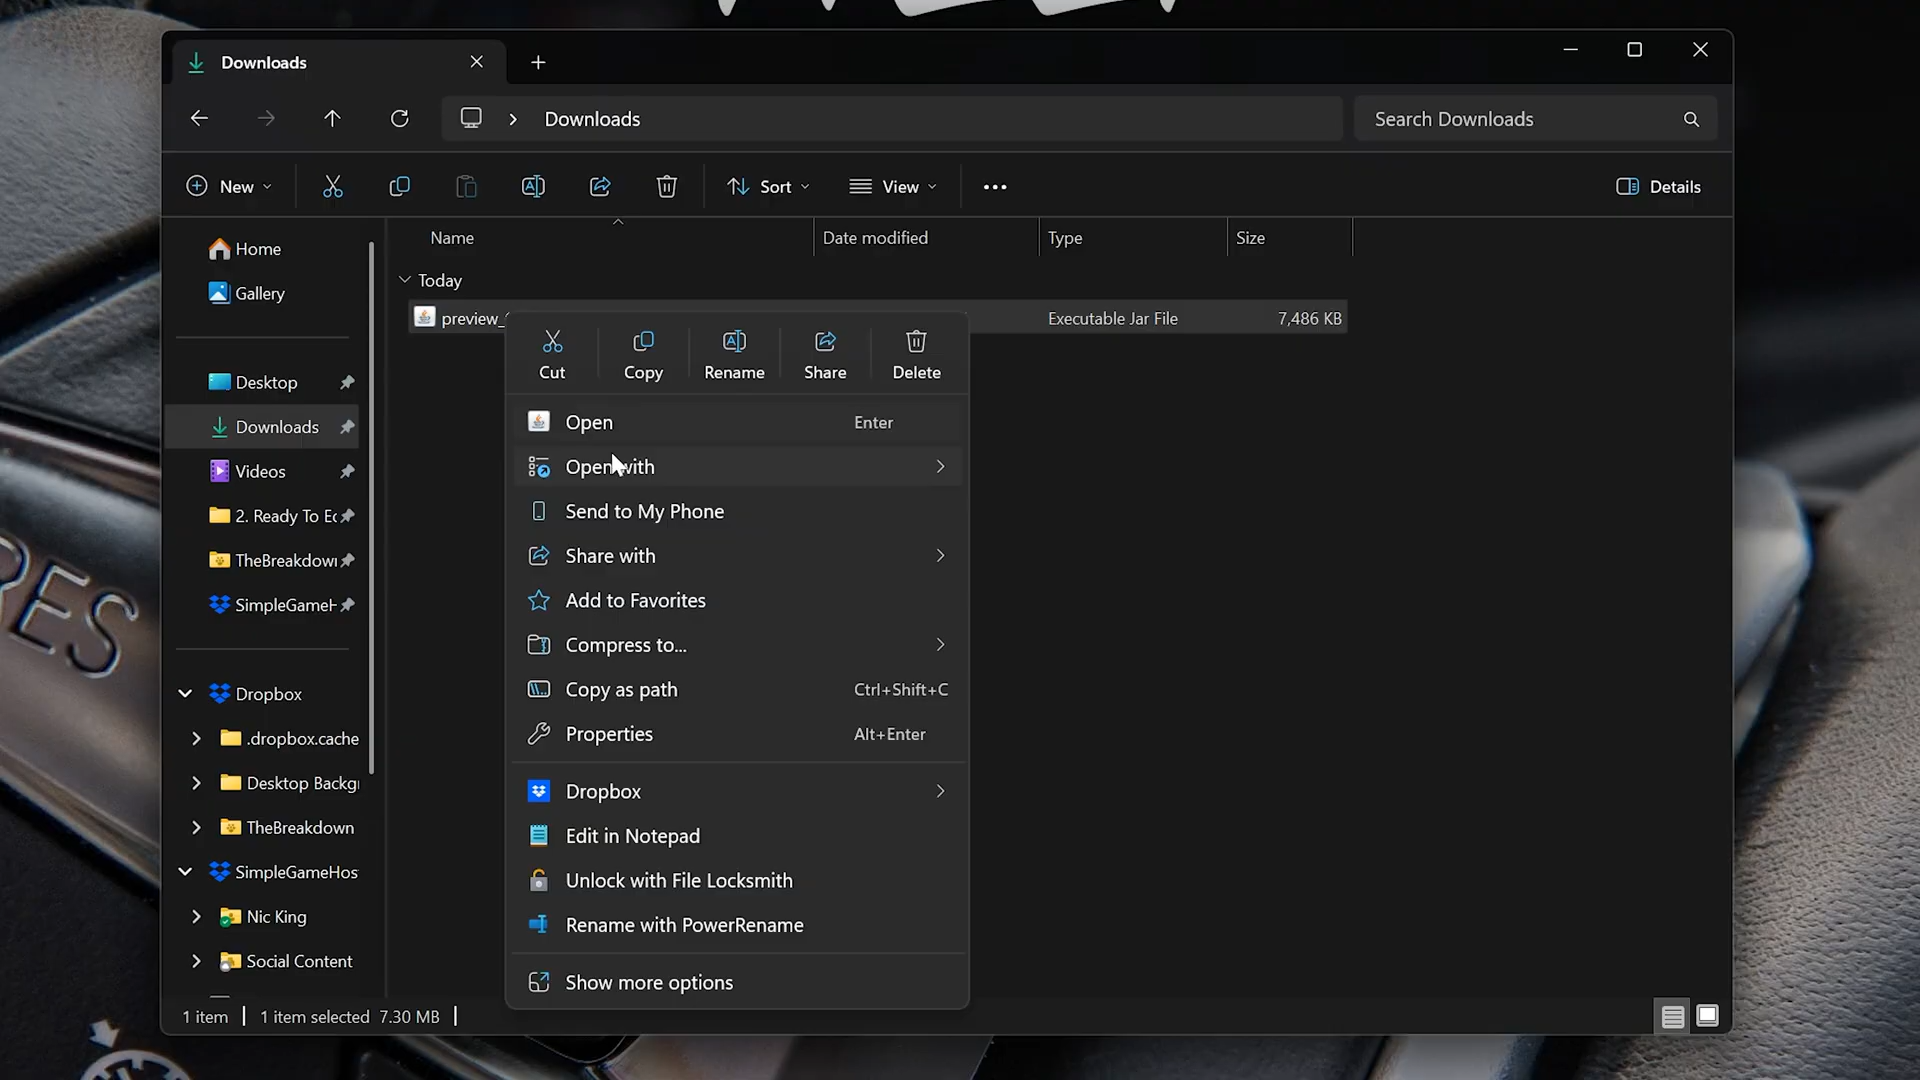 Downloads
Downloads
Search Downloads
New
Sort
View
Details
Name
Date modified
Type
Size
Today
preview_
Executable Jar File
7,486 KB
Home
Gallery
Desktop
Downloads
Videos
2. Ready To Ec
TheBreakdow
SimpleGameH
Dropbox
.dropbox.cache
Desktop Backg
TheBreakdown
SimpleGameHos
Nic King
Social Content
Cut
Copy
Rename
Share
Delete
Open
Enter
Open with
Send to My Phone
Share with
Add to Favorites
Compress to...
Copy as path
Ctrl+Shift+C
Properties
Alt+Enter
Dropbox
Edit in Notepad
Unlock with File Locksmith
Rename with PowerRename
Show more options
1 item
1 item selected 7.30 MB
RES